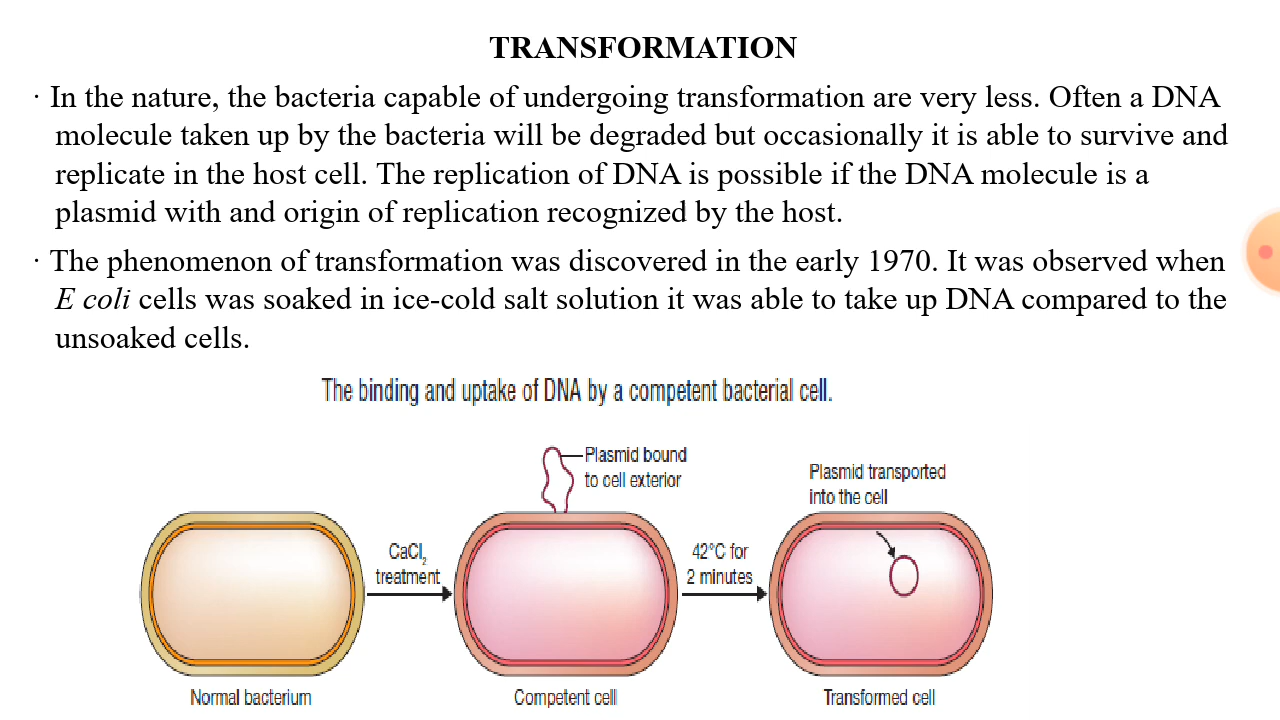 TRANSFORMATION
· In the nature, the bacteria capable of undergoing transformation are very less. Often a DNA
molecule taken up by the bacteria will be degraded but occasionally it is able to survive and
replicate in the host cell. The replication of DNA is possible if the DNA molecule is a
plasmid with and origin of replication recognized by the host.
· The phenomenon of transformation was discovered in the early 1970. It was observed when
E coli cells was soaked in ice-cold salt solution it was able to take up DNA compared to the
unsoaked cells.
The binding and uptake of DNA by a competent bacterial cell.
Plasmid bound
to cell exterior
Plasmid transported
into the cell
CaCl₂
treatment
42°C for
2 minutes
Normal bacterium
Competent cell
Transformed cell